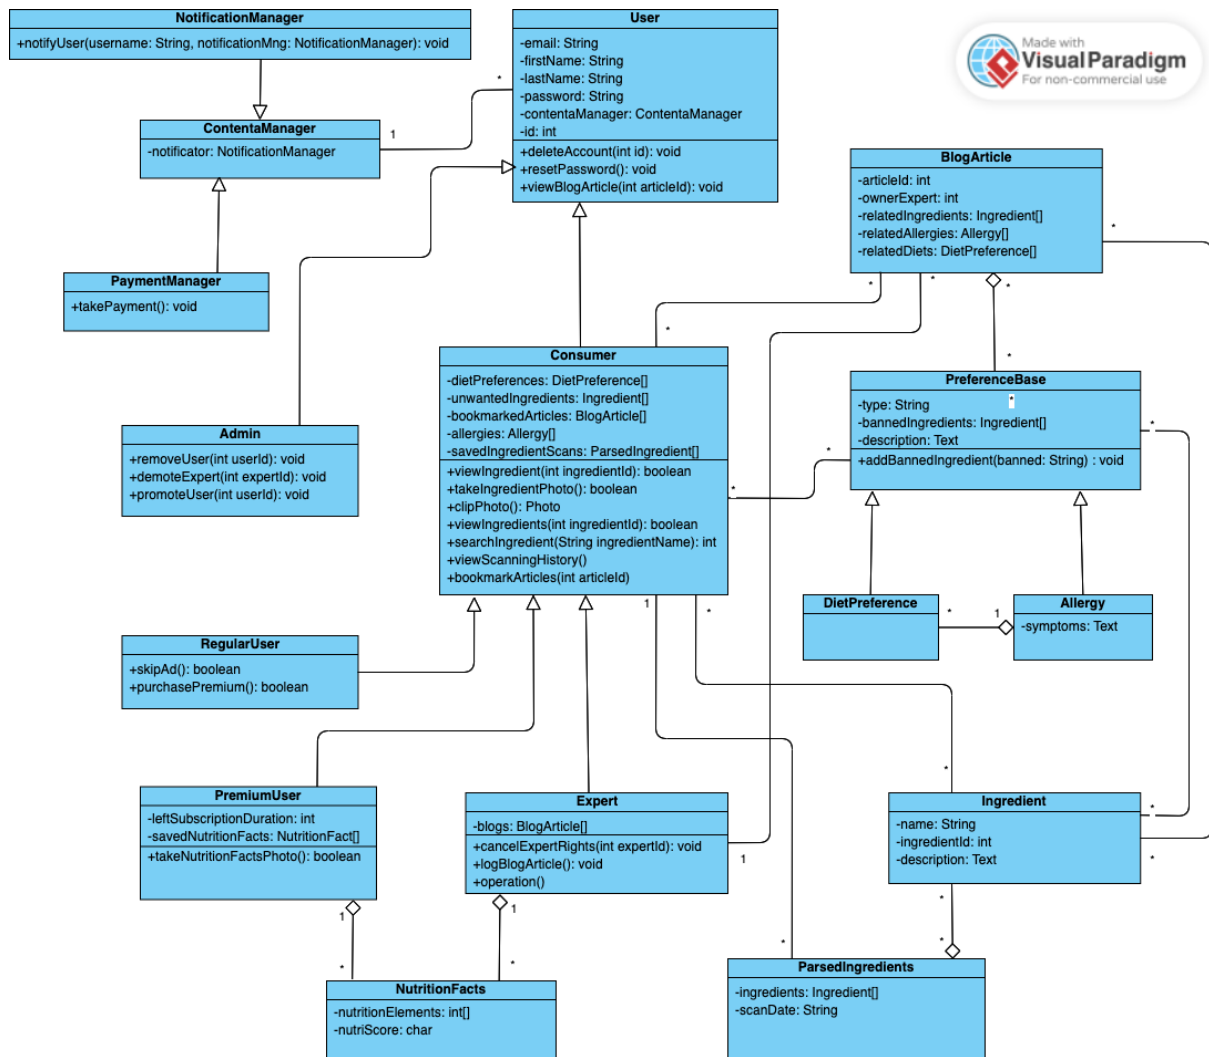 NotificationManager
+notifyUser(username: String, notificationMng: NotificationManager): void
User
-email: String
-firstName: String
-lastName: String
-password: String
-contentaManager: ContentaManager
-id: int
+deleteAccount(int id): void
+resetPassword(): void
+viewBlogArticle(int articleId): void
Made with
VisualParadigm
For non-commercial use
ContentaManager
-notificator: NotificationManager
1
*
BlogArticle
-articleId: int
-ownerExpert: int
-relatedIngredients: Ingredient[]
-relatedAllergies: Allergy[]
-relatedDiets: DietPreference[]
*
*
*
*
PaymentManager
+takePayment(): void
*
*
Consumer
-dietPreferences: DietPreference[]
-unwantedIngredients: Ingredient[]
-bookmarkedArticles: BlogArticle[]
-allergies: Allergy[]
-savedIngredientScans: ParsedIngredient[]
+viewIngredient(int ingredientId): boolean
+takeIngredientPhoto(): boolean
+clipPhoto(): Photo
+viewIngredients(int ingredientId): boolean
+searchIngredient(String ingredientName): int
+viewScanningHistory()
+bookmarkArticles(int articleId)
PreferenceBase
-type: String
*
-bannedIngredients: Ingredient[]
-description: Text
+addBannedIngredient(banned: String) : void
*
*
*
Admin
+removeUser(int userId): void
+demoteExpert(int expertId): void
+promoteUser(int userId): void
1
*
DietPreference
*
1
Allergy
-symptoms: Text
RegularUser
+skipAd(): boolean
+purchasePremium(): boolean
PremiumUser
-leftSubscriptionDuration: int
-savedNutritionFacts: NutritionFact[]
+takeNutritionFactsPhoto(): boolean
Expert
-blogs: BlogArticle[]
+cancelExpertRights(int expertId): void
+logBlogArticle(): void
+operation()
1
*
Ingredient
-name: String
-ingredientId: int
-description: Text
*
*
1
*
1
*
*
*
*
NutritionFacts
-nutritionElements: int[]
-nutriScore: char
ParsedIngredients
-ingredients: Ingredient[]
-scanDate: String